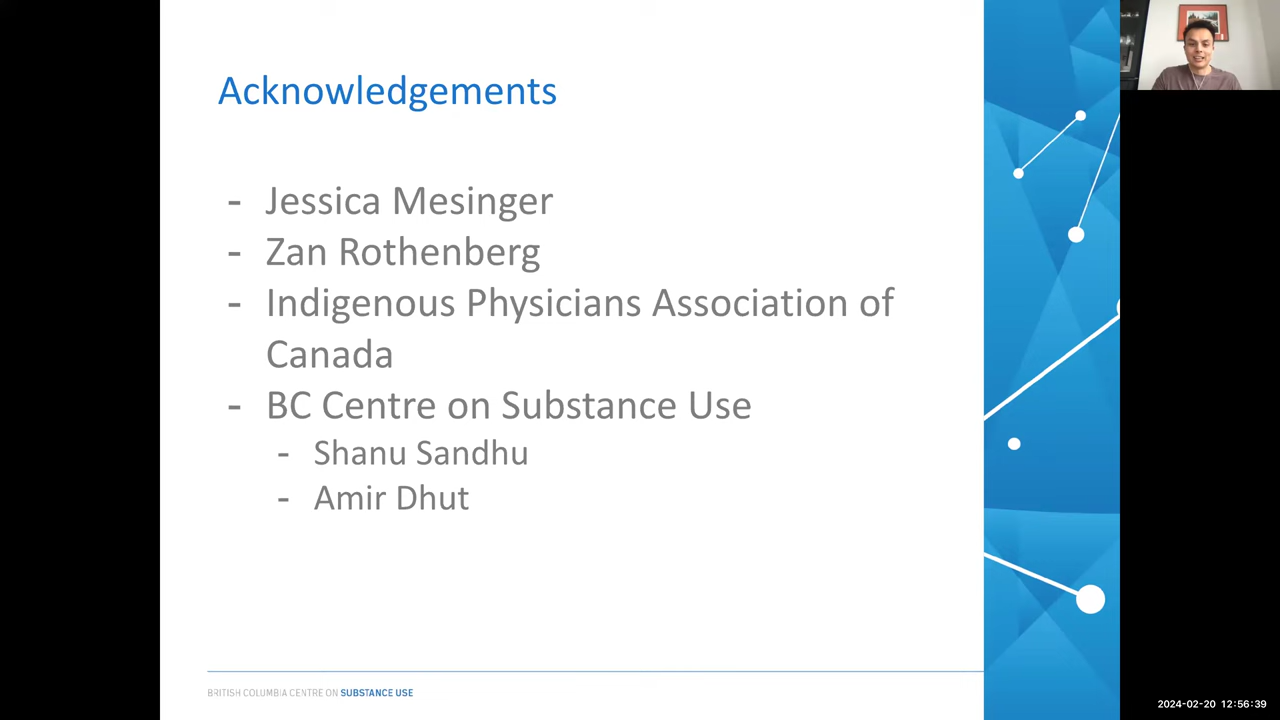 Acknowledgements
- Jessica Mesinger
- Zan Rothenberg
- Indigenous Physicians Association of
Canada
- BC Centre on Substance Use
- Shanu Sandhu
- Amir Dhut
BRITISH COLUMBIA CENTRE ON SUBSTANCE USE
2024-02-20 12:56:39